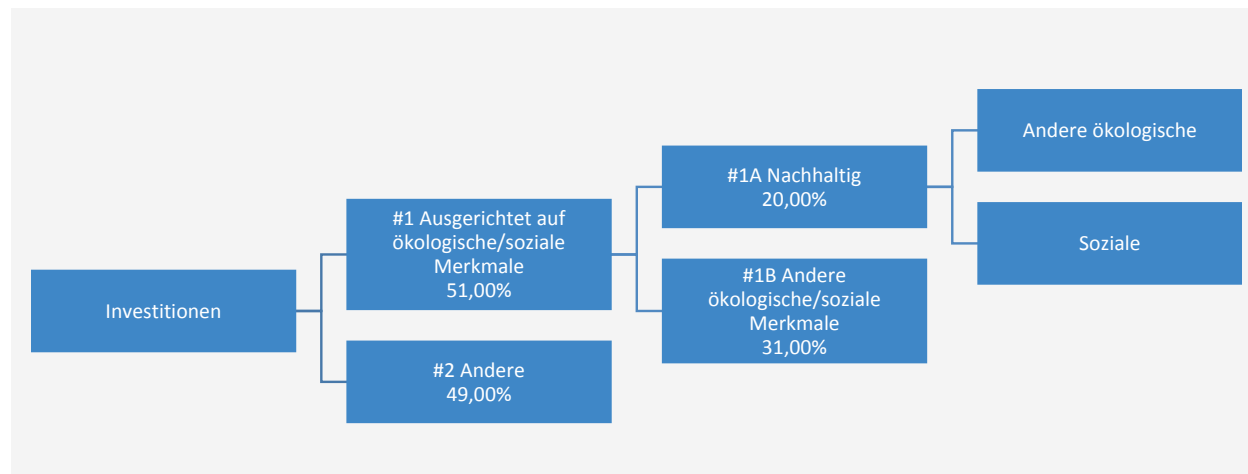 Investitionen
#1 Ausgerichtet auf
ökologische/soziale
Merkmale
51,00%
#2 Andere
49,00%
#1A Nachhaltig
20,00%
#1B Andere
ökologische/soziale
Merkmale
31,00%
Andere ökologische
Soziale